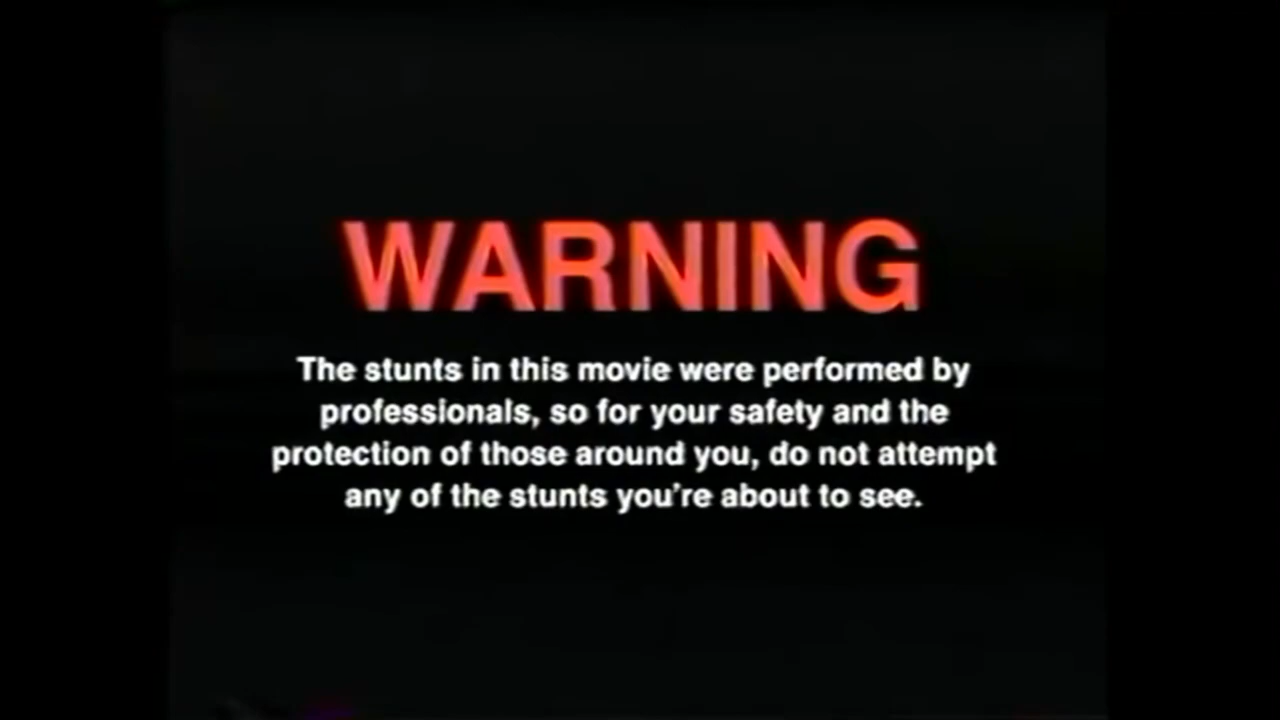 WARNING
The stunts in this movie were performed by
professionals, so for your safety and the
protection of those around you, do not attempt
any of the stunts you're about to see.